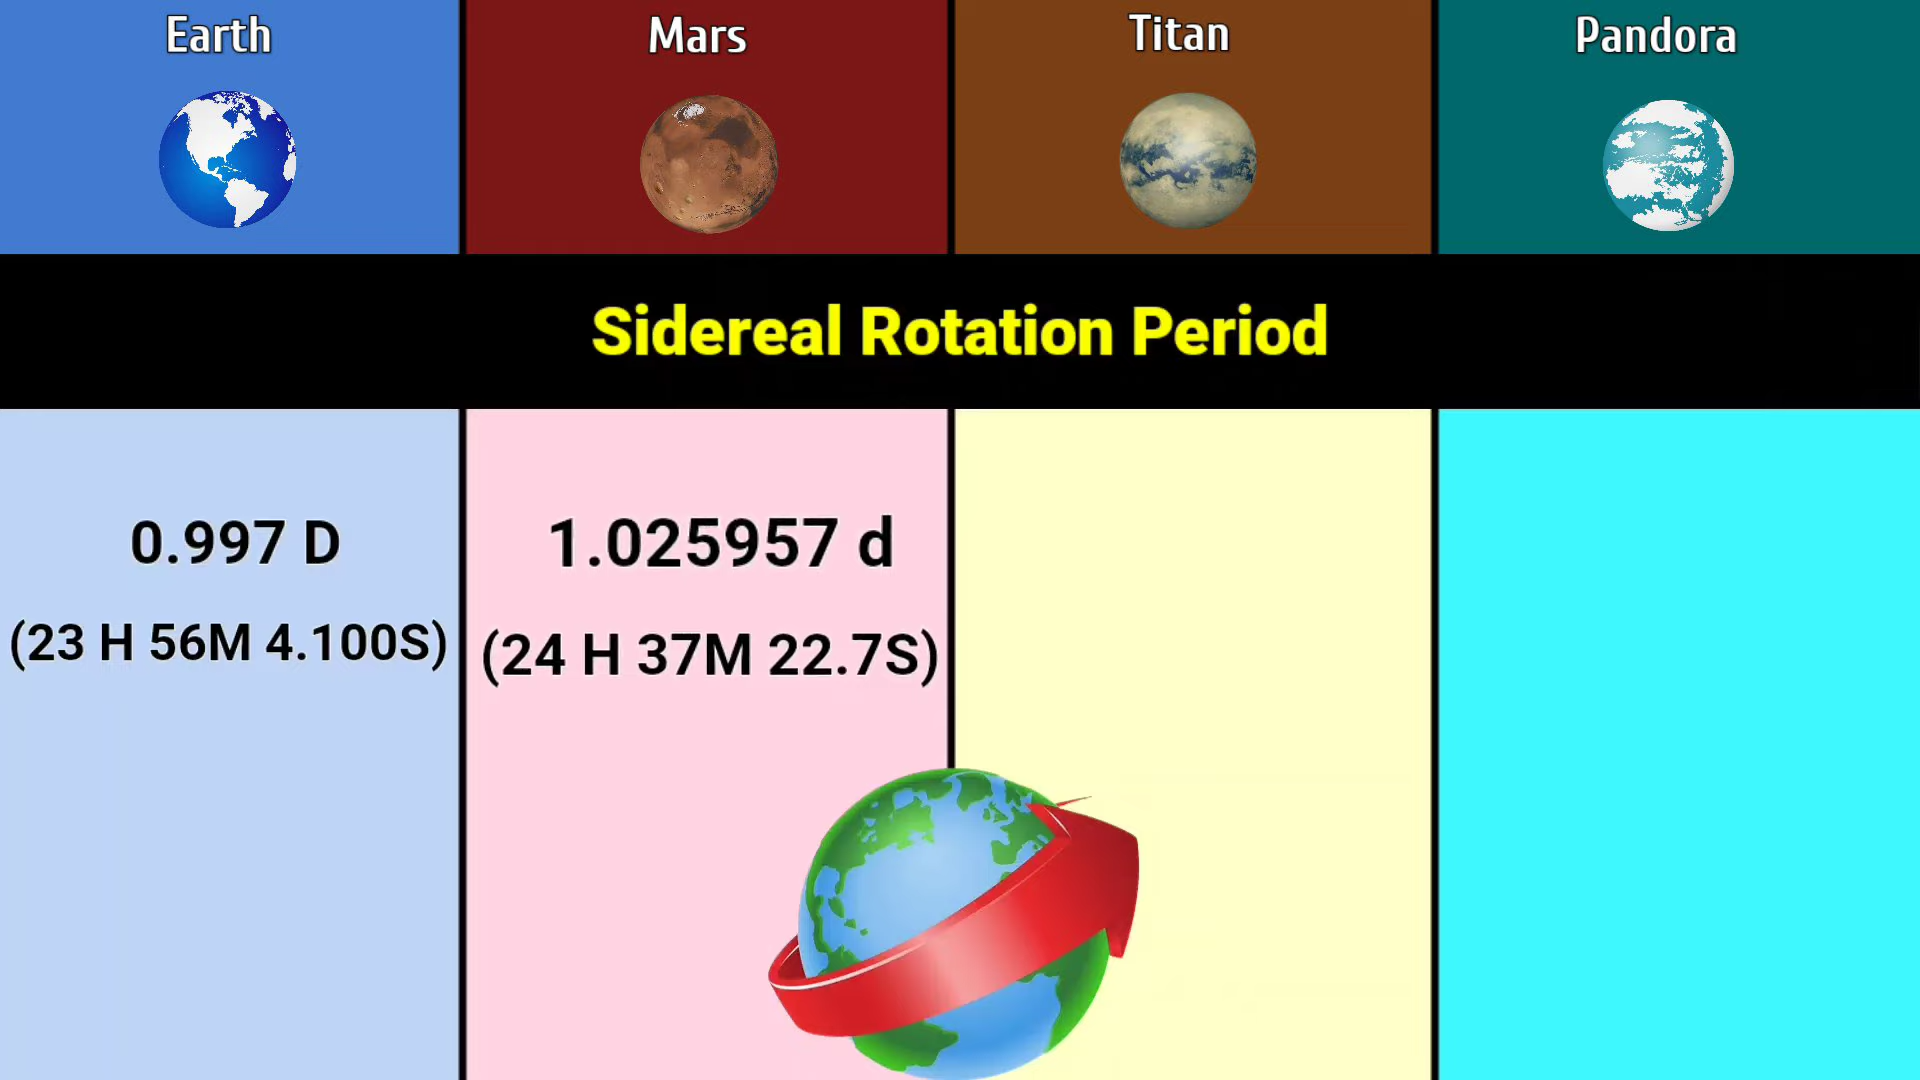 Earth
Mars
Titan
Pandora
Sidereal Rotation Period
0.997 D
(23 H 56M 4.100S)
1.025957 d
(24 H 37M 22.7S)